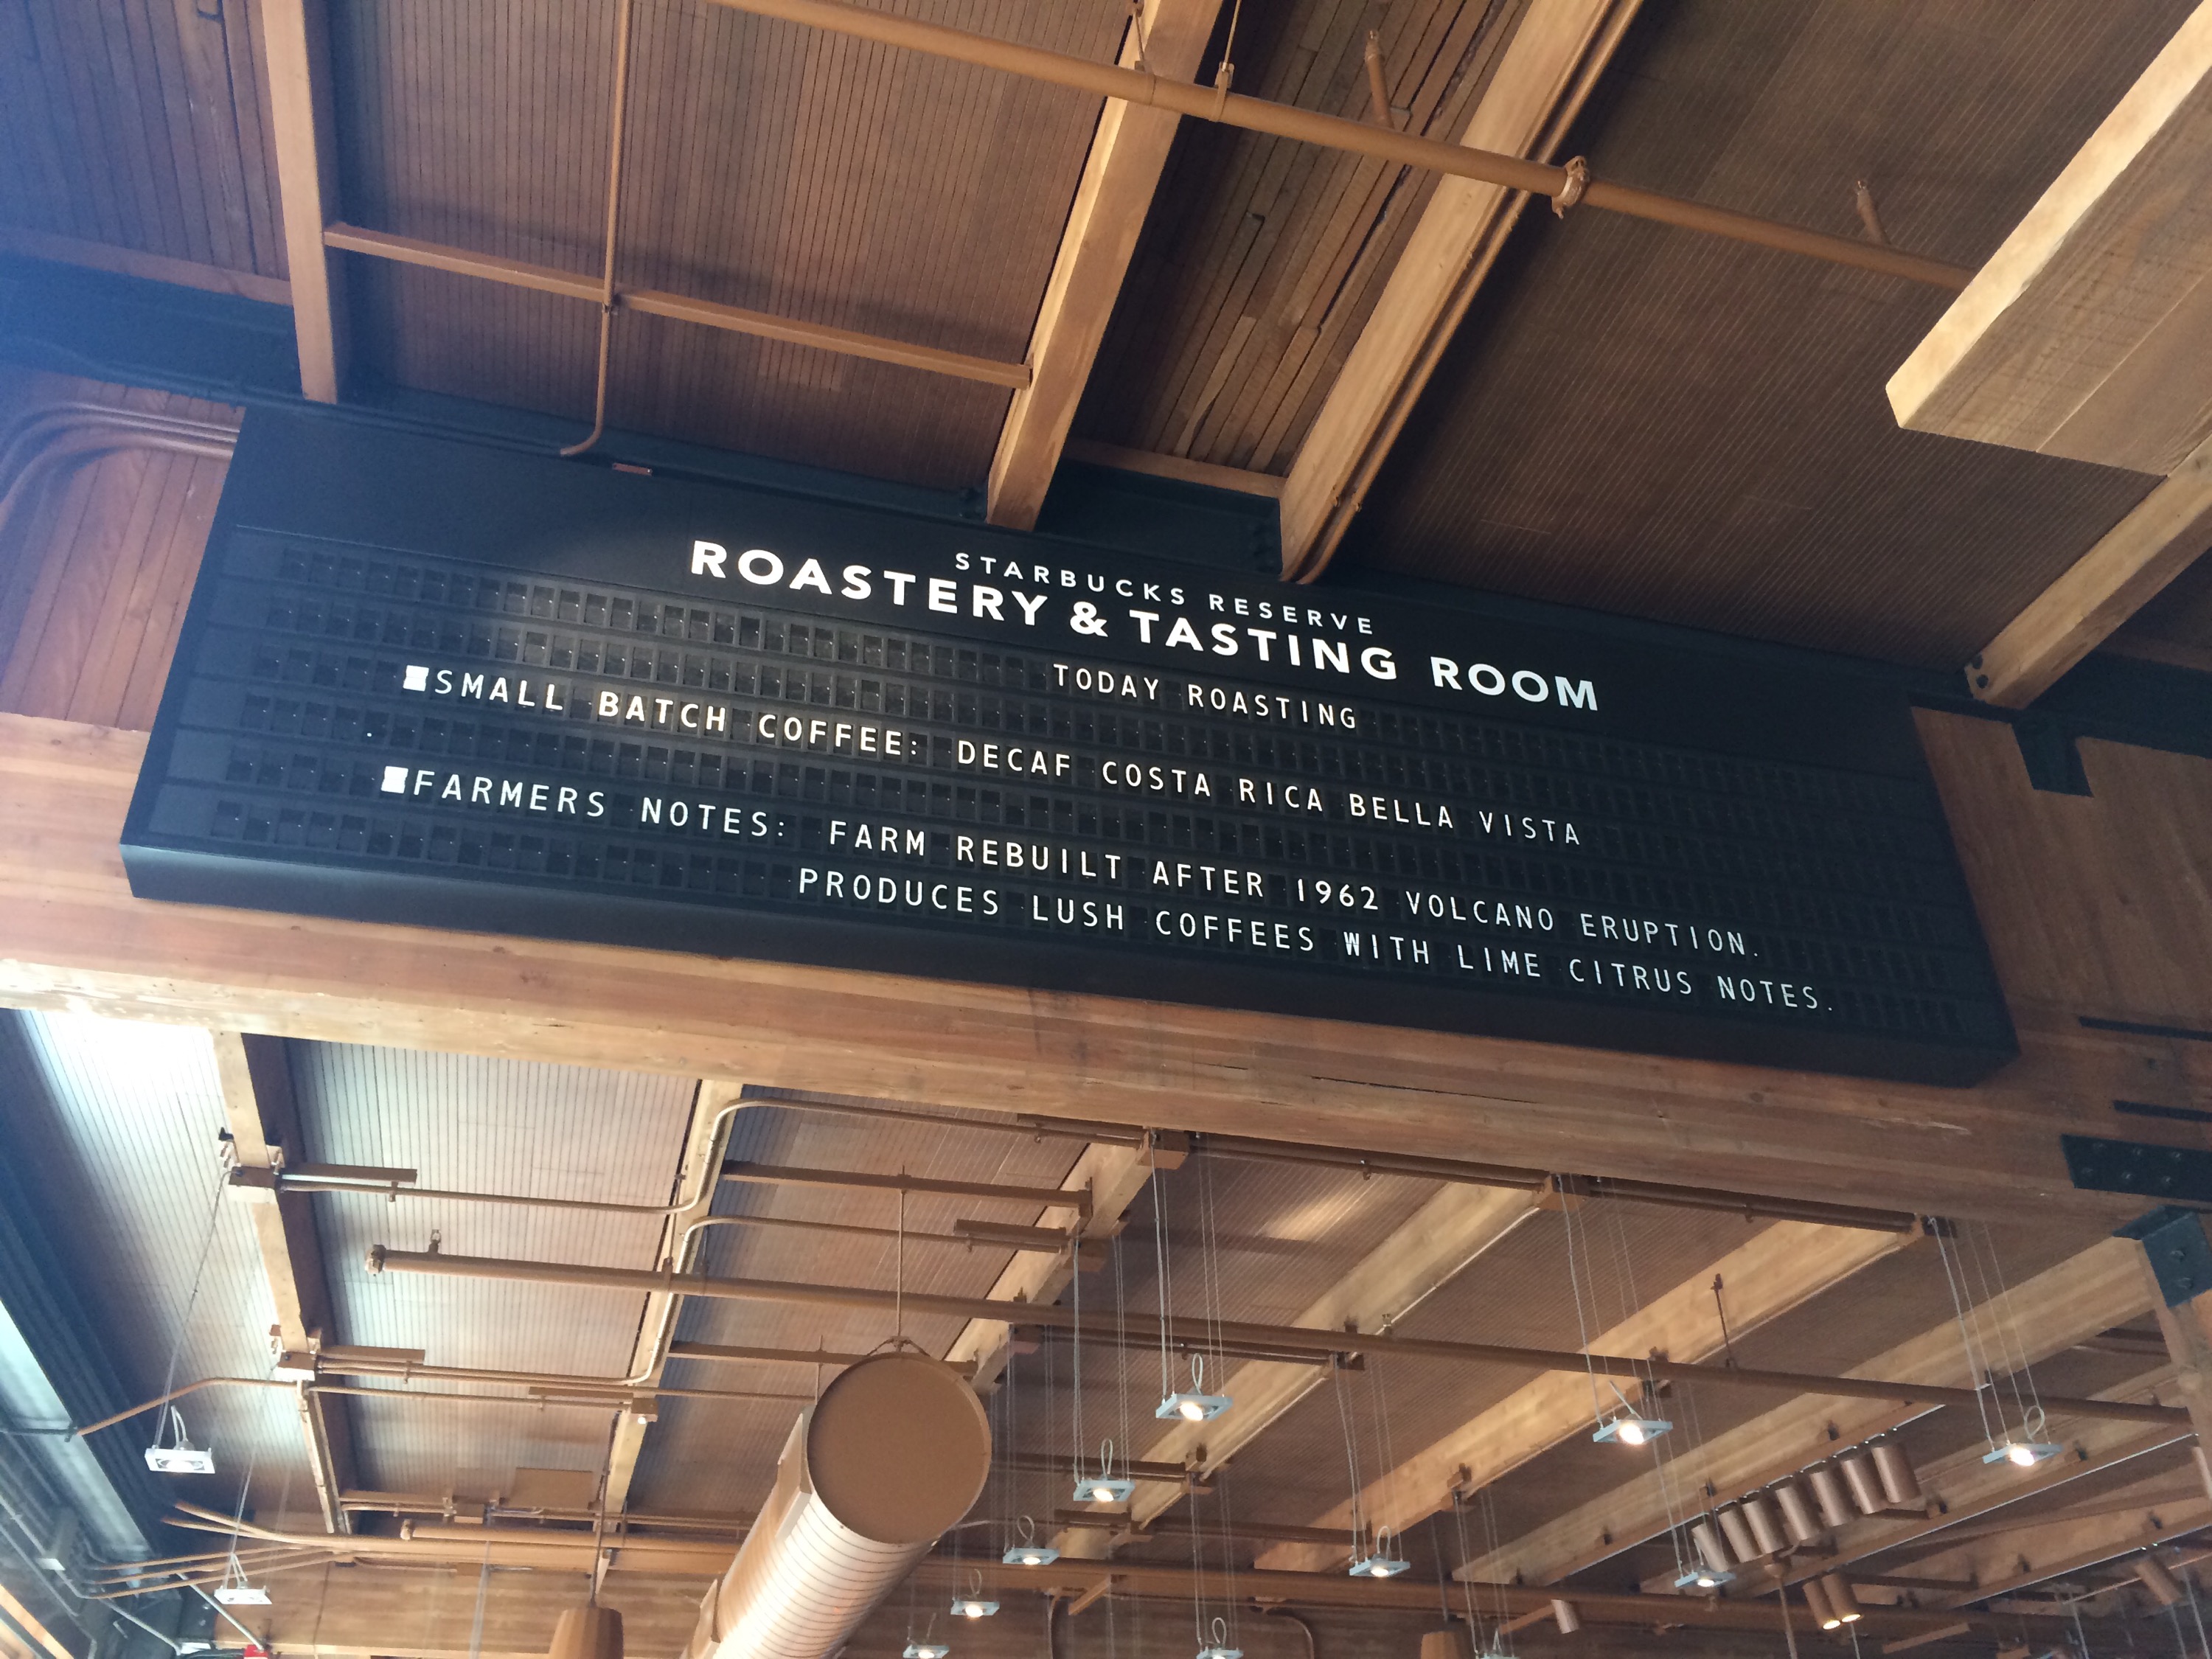 STARBUCKS RESERVE
ROASTERY & TASTING ROOM
TODAY ROASTING
SMALL BATCH COFFEE: DECAF COSTA RICA BELLA VISTA
FARMERS NOTES: FARM REBUILT AFTER 1962 VOLCANO ERUPTION.
PRODUCES LUSH COFFEES WITH LIME CITRUS NOTES.